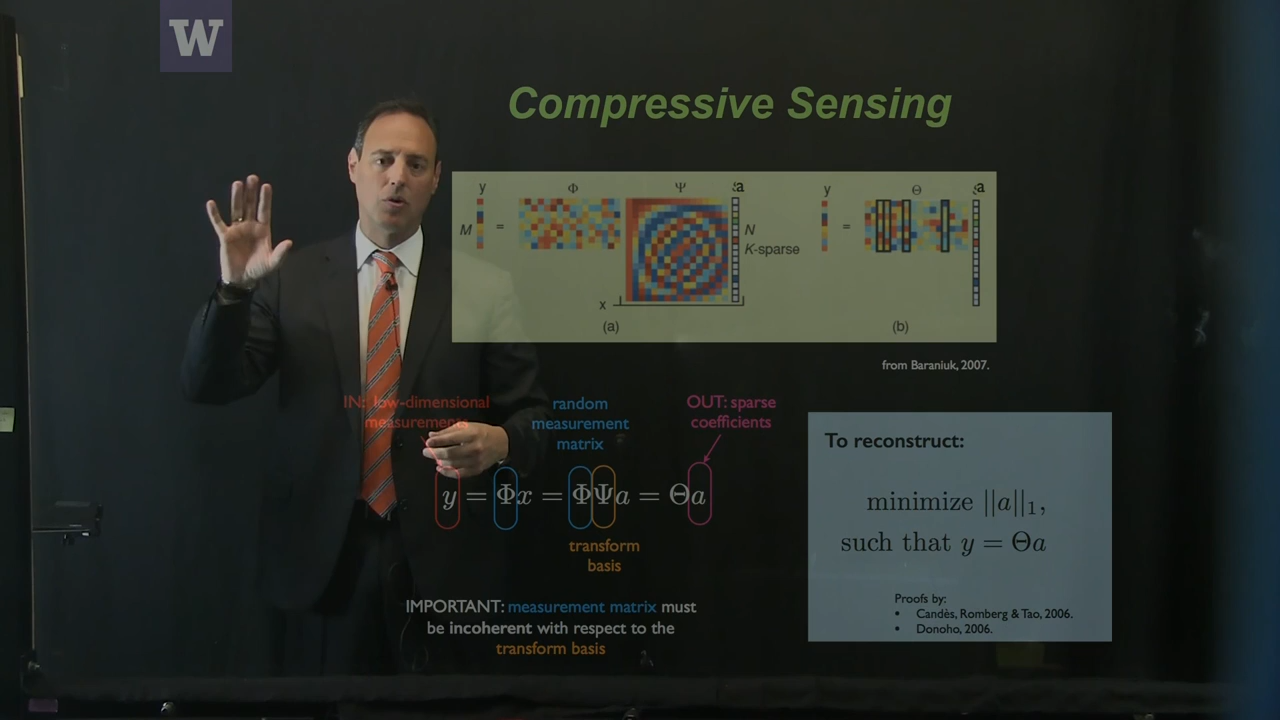 W
Compressive Sensing
y Φ Ψ a
M = N
K-sparse
x
(a)
y Θ a
=
(b)
from Baraniuk, 2007.
IN: low-dimensional
measurements
random
measurement
matrix
OUT: sparse
coefficients
y = Φx = ΦΨa = Θa
transform
basis
IMPORTANT: measurement matrix must
be incoherent with respect to the
transform basis
To reconstruct:
minimize ||a||₁,
such that y = Θa
Proofs by:
• Candès, Romberg & Tao, 2006.
• Donoho, 2006.